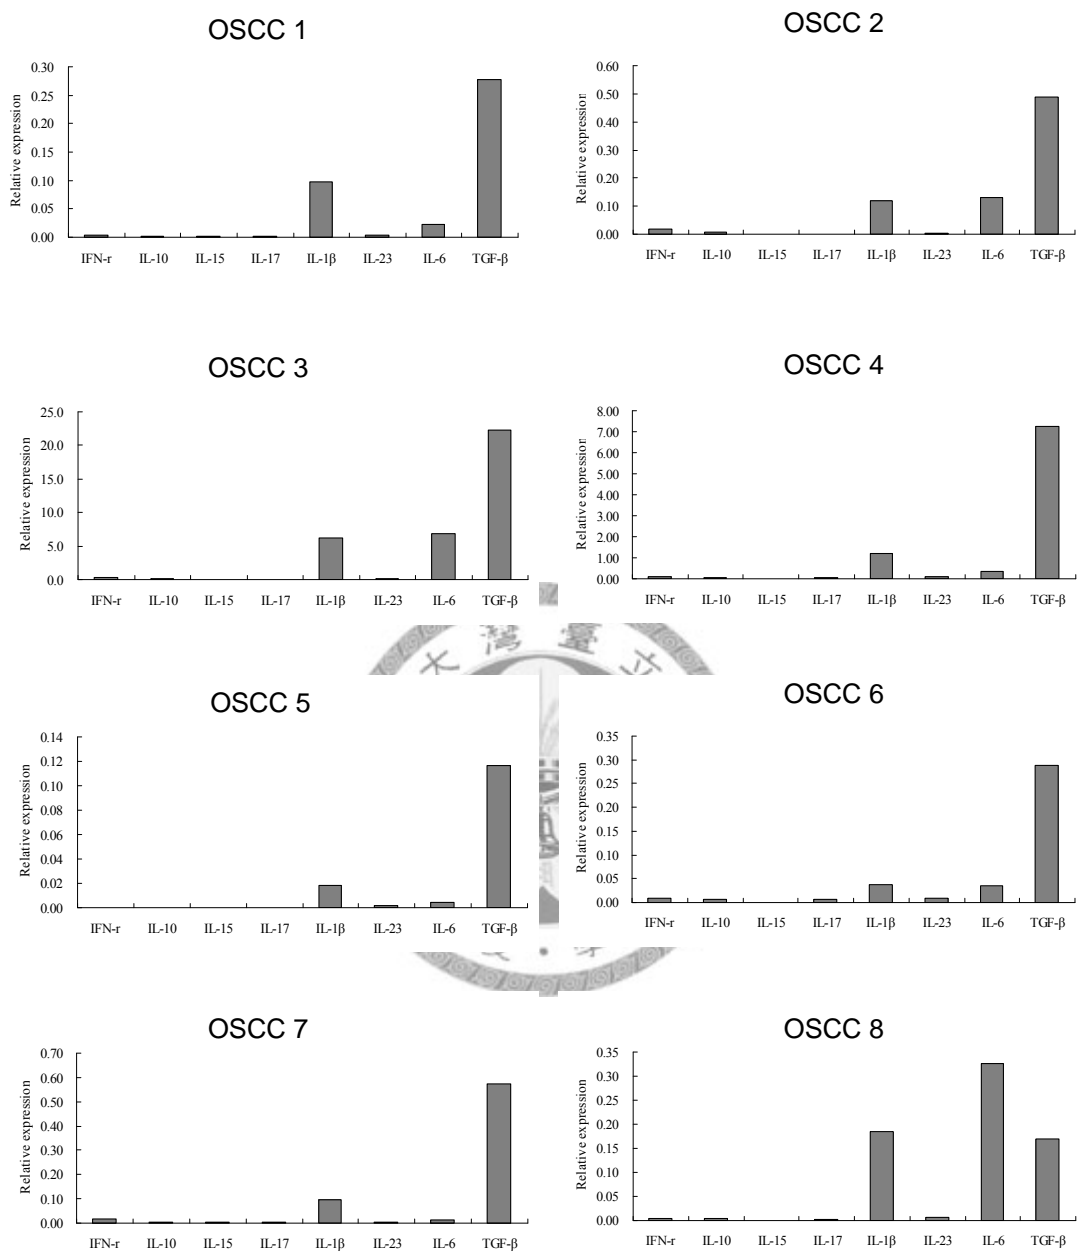 OSCC 1
Relative expression
0.30
0.25
0.20
0.15
0.10
0.05
0.00
IFN-r IL-10 IL-15 IL-17 IL-1β IL-23 IL-6 TGF-β
OSCC 2
Relative expression
0.60
0.50
0.40
0.30
0.20
0.10
0.00
IFN-r IL-10 IL-15 IL-17 IL-1β IL-23 IL-6 TGF-β
OSCC 3
Relative expression
25.0
20.0
15.0
10.0
5.0
0.0
IFN-r IL-10 IL-15 IL-17 IL-1β IL-23 IL-6 TGF-β
OSCC 4
Relative expression
8.00
7.00
6.00
5.00
4.00
3.00
2.00
1.00
0.00
IFN-r IL-10 IL-15 IL-17 IL-1β IL-23 IL-6 TGF-β
大 灣 臺
OSCC 5
Relative expression
0.14
0.12
0.10
0.08
0.06
0.04
0.02
0.00
IFN-r IL-10 IL-15 IL-17 IL-1β IL-23 IL-6 TGF-β
OSCC 6
Relative expression
0.35
0.30
0.25
0.20
0.15
0.10
0.05
0.00
IFN-r IL-10 IL-15 IL-17 IL-1β IL-23 IL-6 TGF-β
OSCC 7
Relative expression
0.70
0.60
0.50
0.40
0.30
0.20
0.10
0.00
IFN-r IL-10 IL-15 IL-17 IL-1β IL-23 IL-6 TGF-β
OSCC 8
Relative expression
0.35
0.30
0.25
0.20
0.15
0.10
0.05
0.00
IFN-r IL-10 IL-15 IL-17 IL-1β IL-23 IL-6 TGF-β